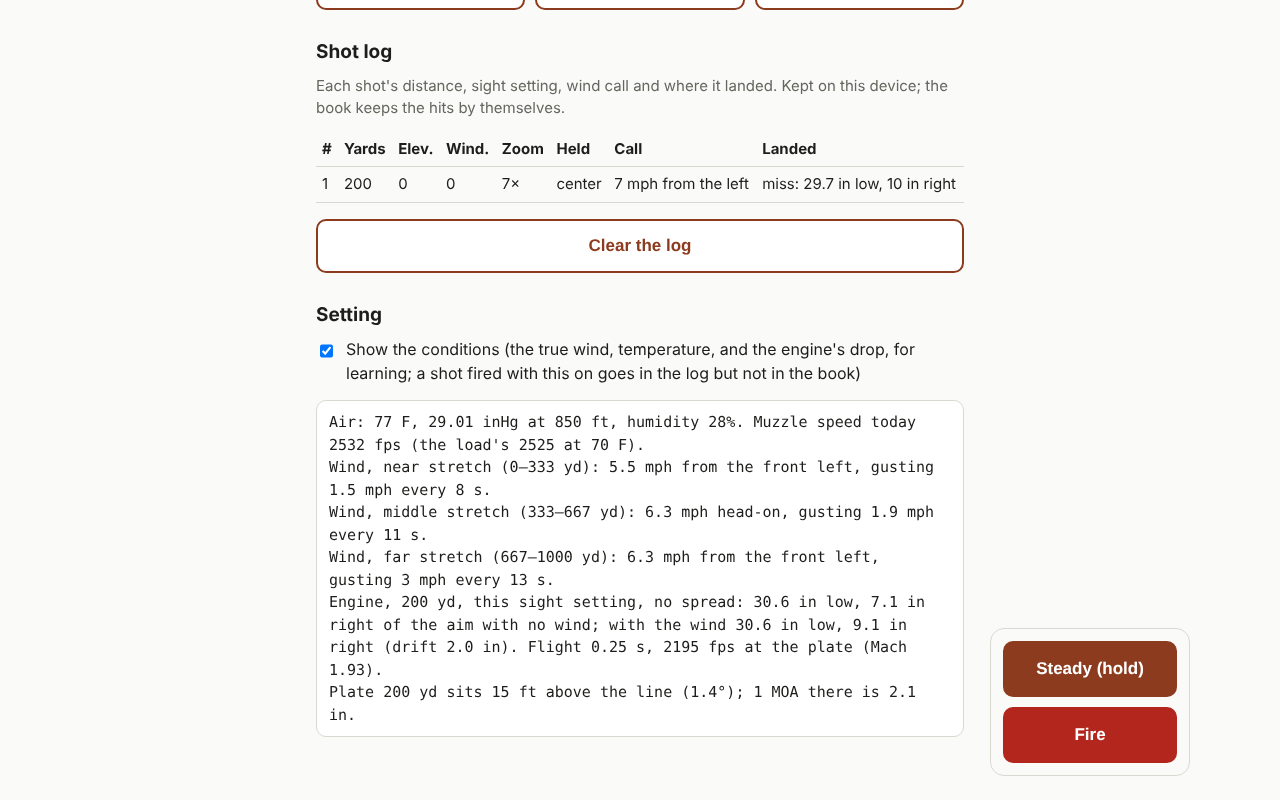 Shot log
Each shot's distance, sight setting, wind call and where it landed. Kept on this device; the
book keeps the hits by themselves.
# Yards Elev. Wind. Zoom Held Call Landed
1 200 0 0 7× center 7 mph from the left miss: 29.7 in low, 10 in right
Clear the log
Setting
Show the conditions (the true wind, temperature, and the engine's drop, for
learning; a shot fired with this on goes in the log but not in the book)
Air: 77 F, 29.01 inHg at 850 ft, humidity 28%. Muzzle speed today
2532 fps (the load's 2525 at 70 F).
Wind, near stretch (0–333 yd): 5.5 mph from the front left, gusting
1.5 mph every 8 s.
Wind, middle stretch (333–667 yd): 6.3 mph head-on, gusting 1.9 mph
every 11 s.
Wind, far stretch (667–1000 yd): 6.3 mph from the front left,
gusting 3 mph every 13 s.
Engine, 200 yd, this sight setting, no spread: 30.6 in low, 7.1 in
right of the aim with no wind; with the wind 30.6 in low, 9.1 in
right (drift 2.0 in). Flight 0.25 s, 2195 fps at the plate (Mach
1.93).
Plate 200 yd sits 15 ft above the line (1.4°); 1 MOA there is 2.1
in.
Steady (hold)
Fire